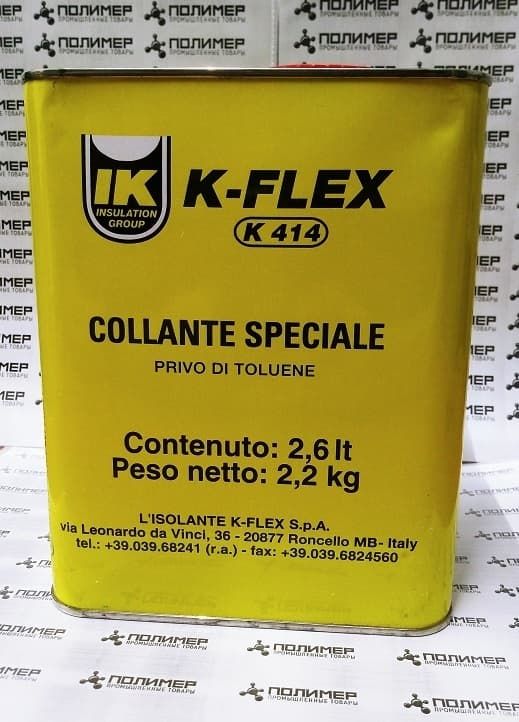 IK
INSULATION
GROUP
K-FLEX
K 414
COLLANTE SPECIALE
PRIVO DI TOLUENE
Contenuto: 2,6 lt
Peso netto: 2,2 kg
L'ISOLANTE K-FLEX S.p.A.
via Leonardo da Vinci, 36 - 20877 Roncello MB- Italy
tel.: +39.039.68241 (r.a.) - fax: +39.039.6824560
ПОЛИМЕР
ПРОМЫШЛЕННЫЕ ТОВАРЫ